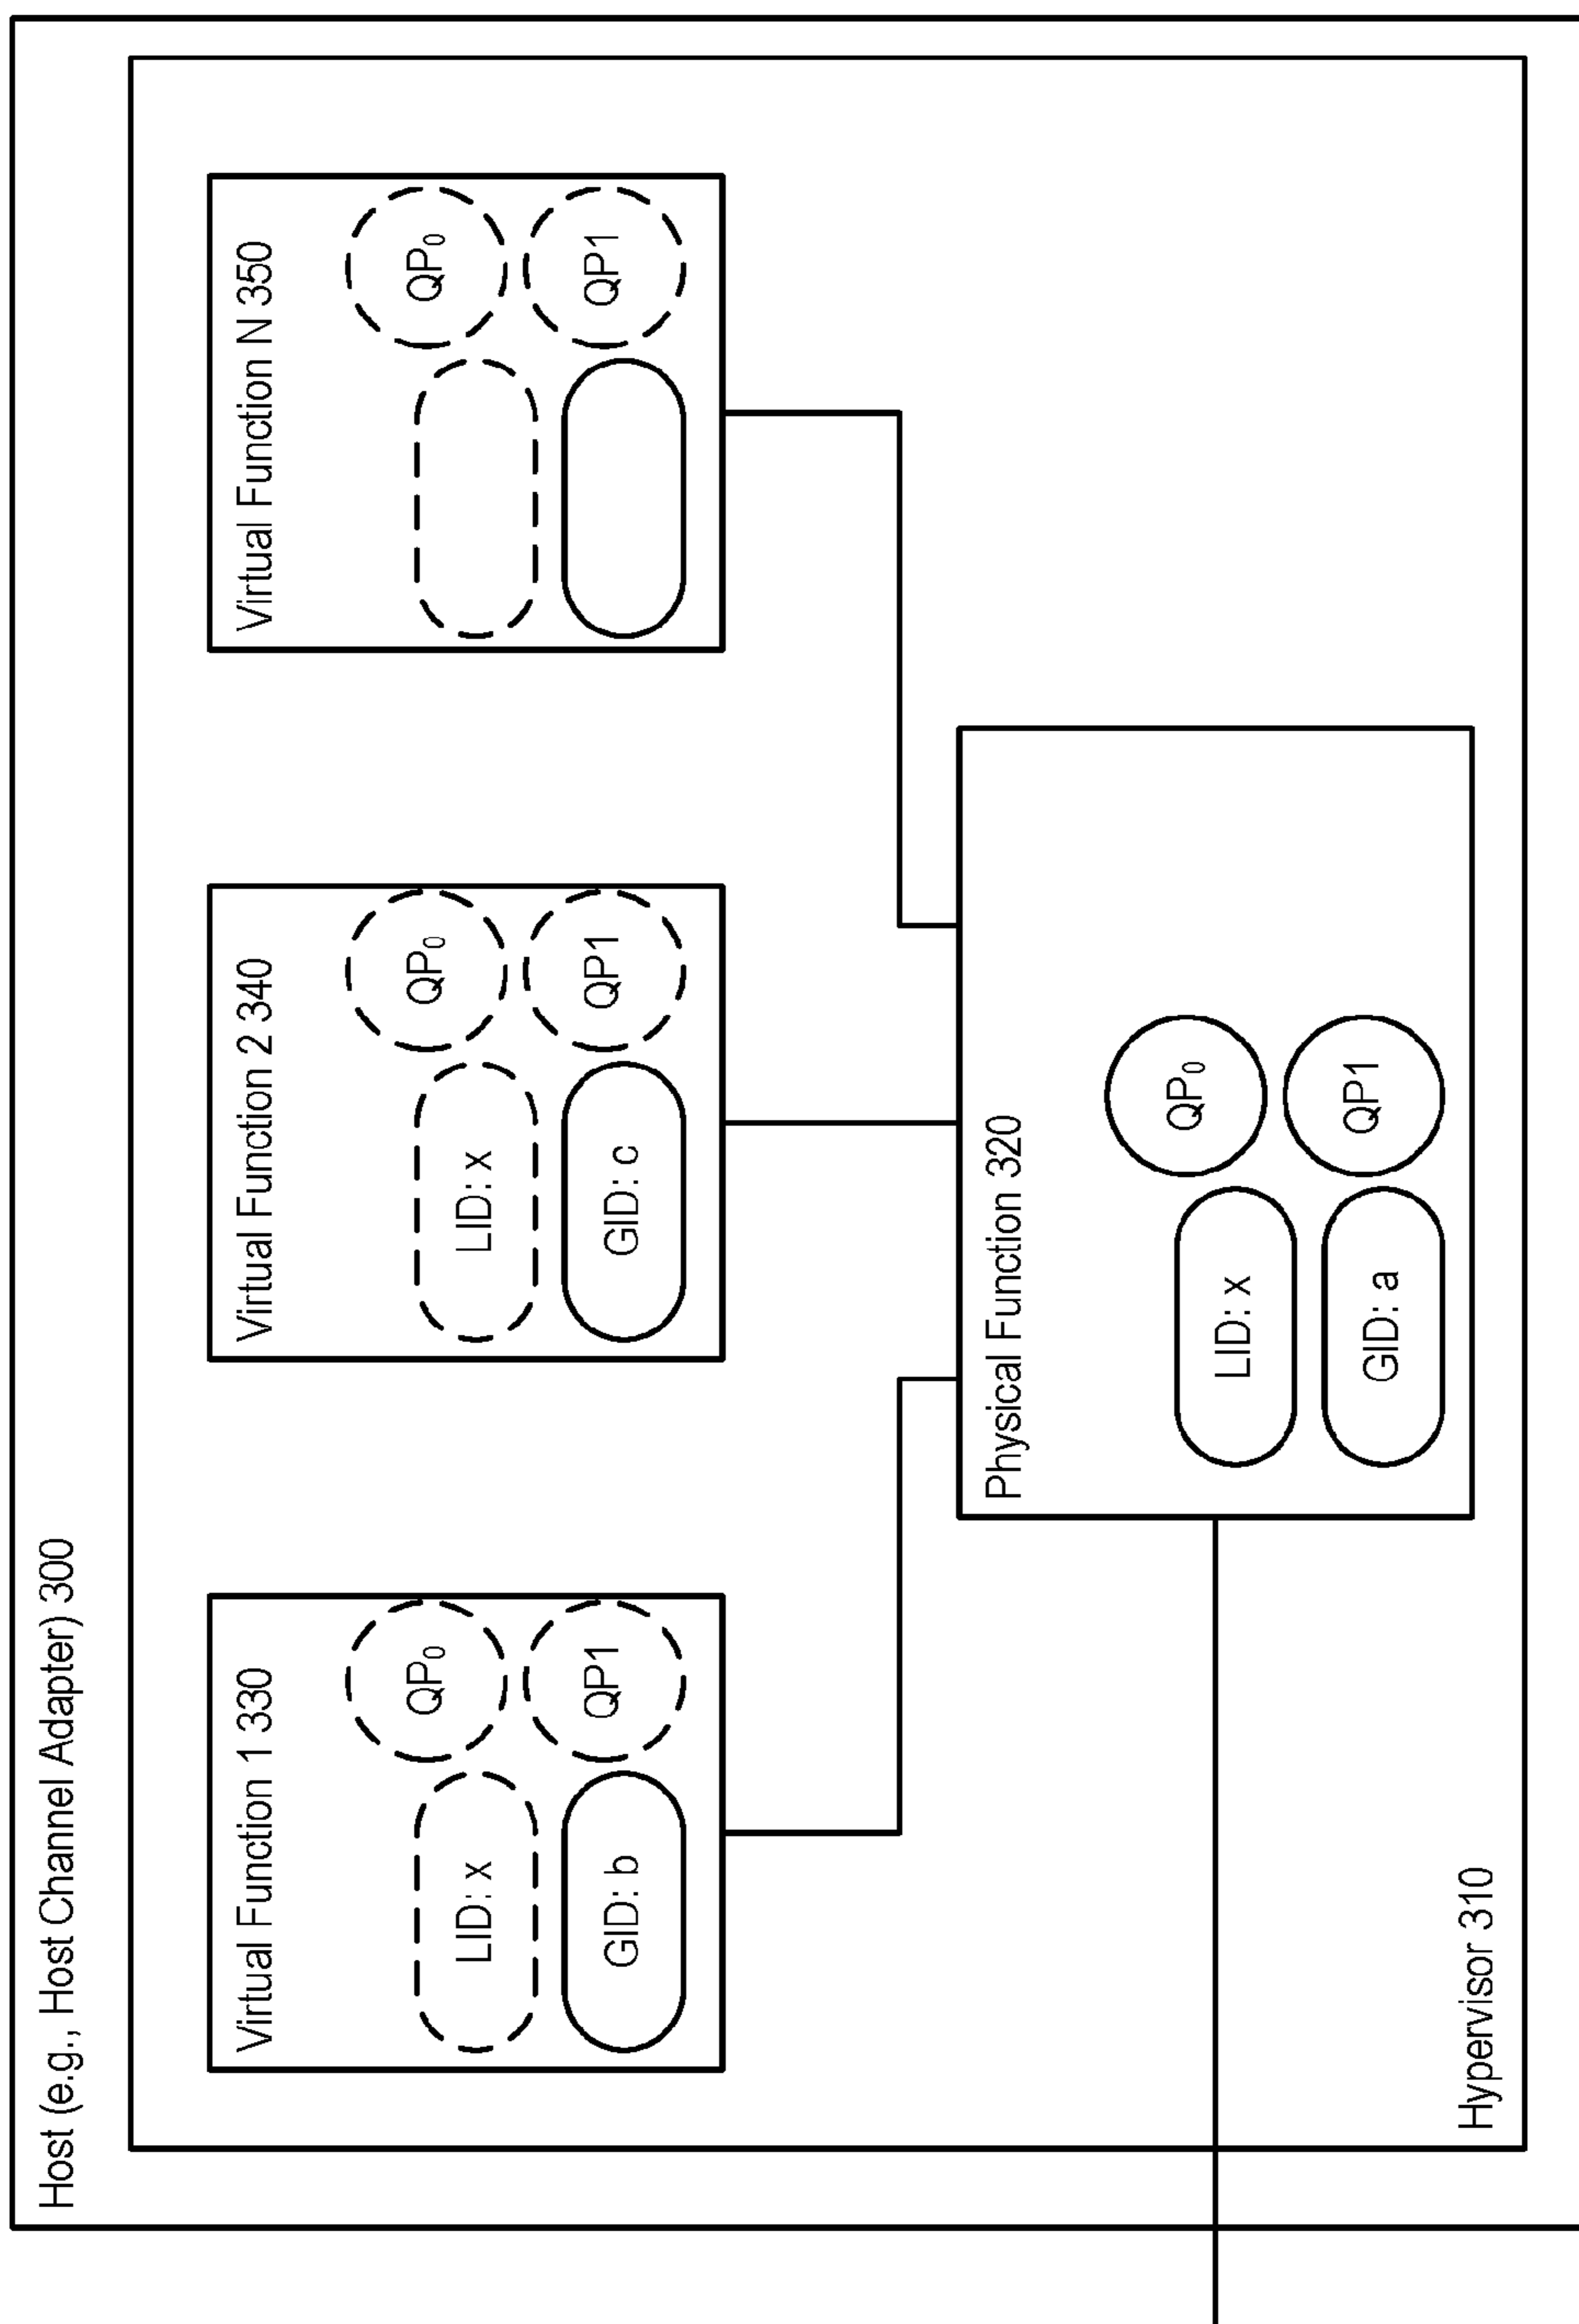 Host (e.g., Host Channel Adapter) 300
Virtual Function 1 330
QP₀
LID: x
QP1
GID: b
Virtual Function 2 340
QP₀
LID: x
QP1
GID: c
Virtual Function N 350
QP₀
QP1
Physical Function 320
QP₀
LID: x
QP1
GID: a
Hypervisor 310